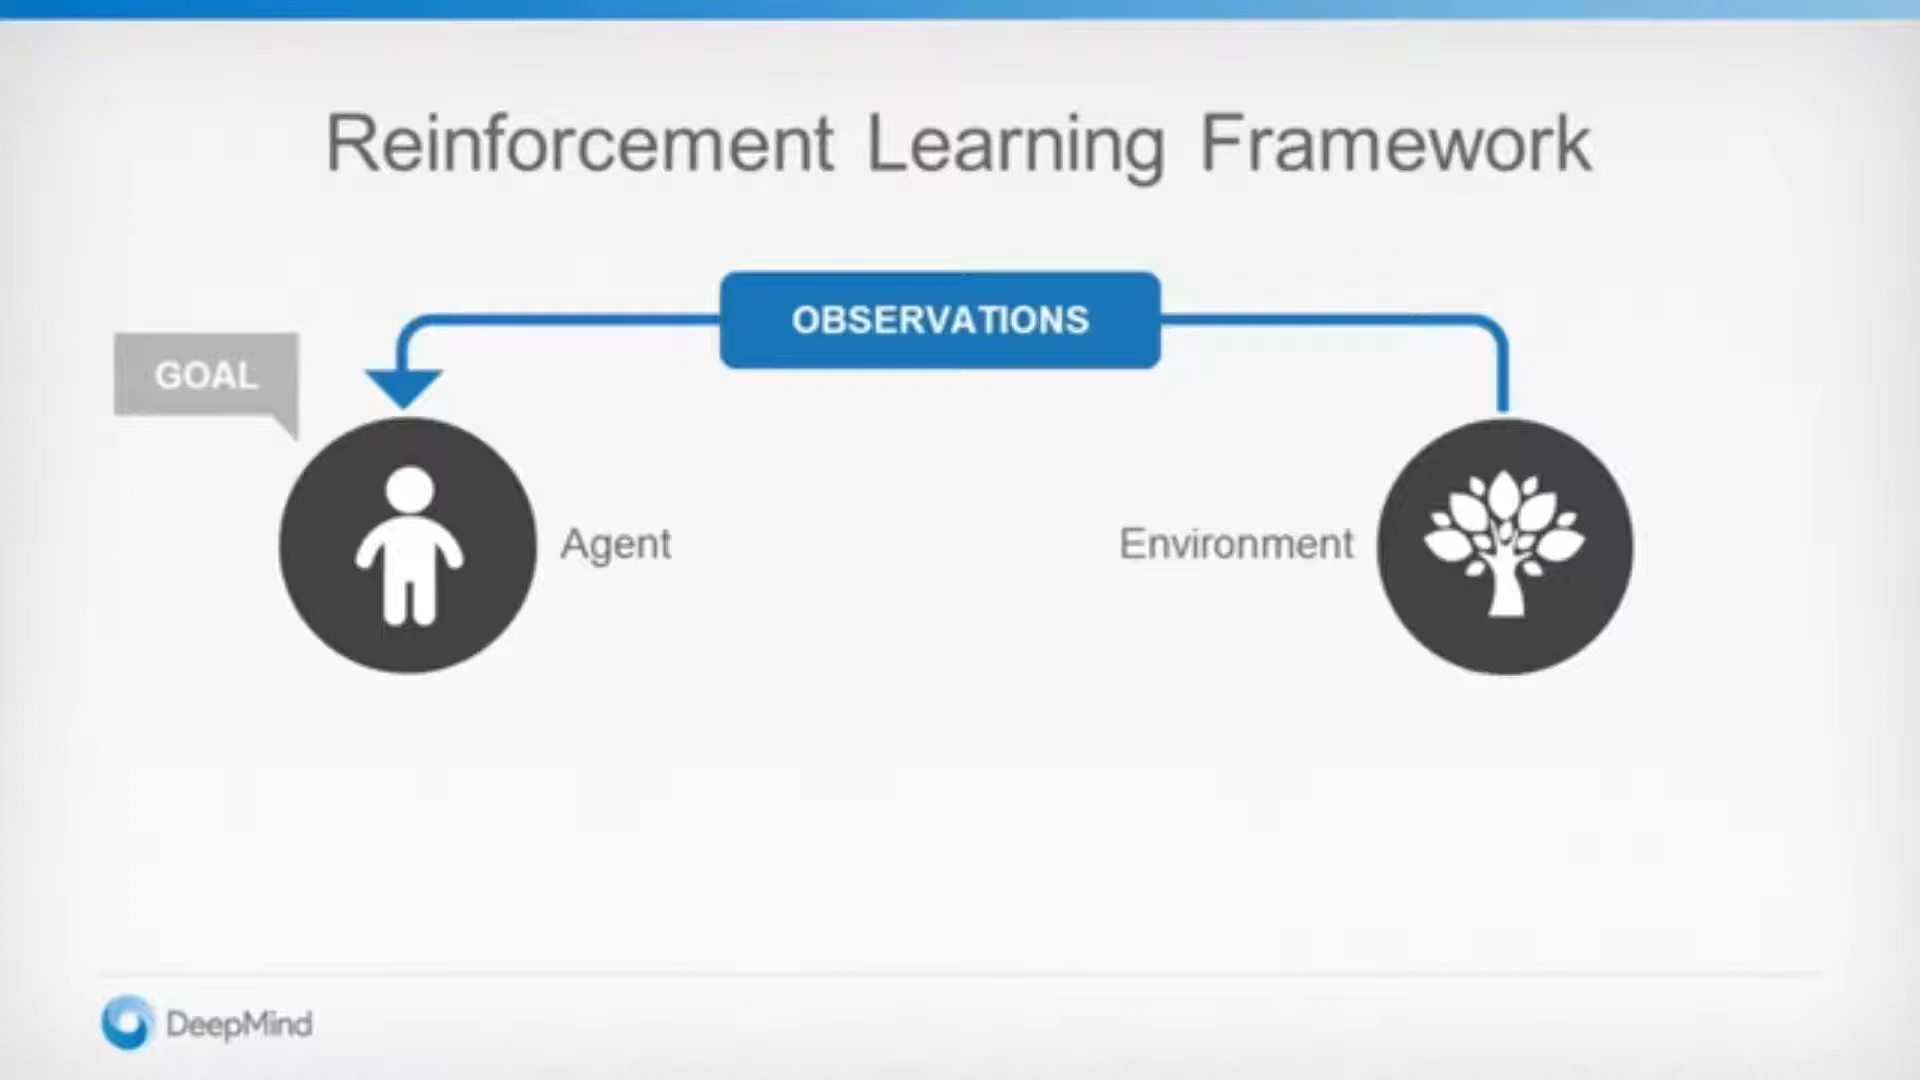 Reinforcement Learning Framework
OBSERVATIONS
GOAL
Agent
Environment
DeepMind